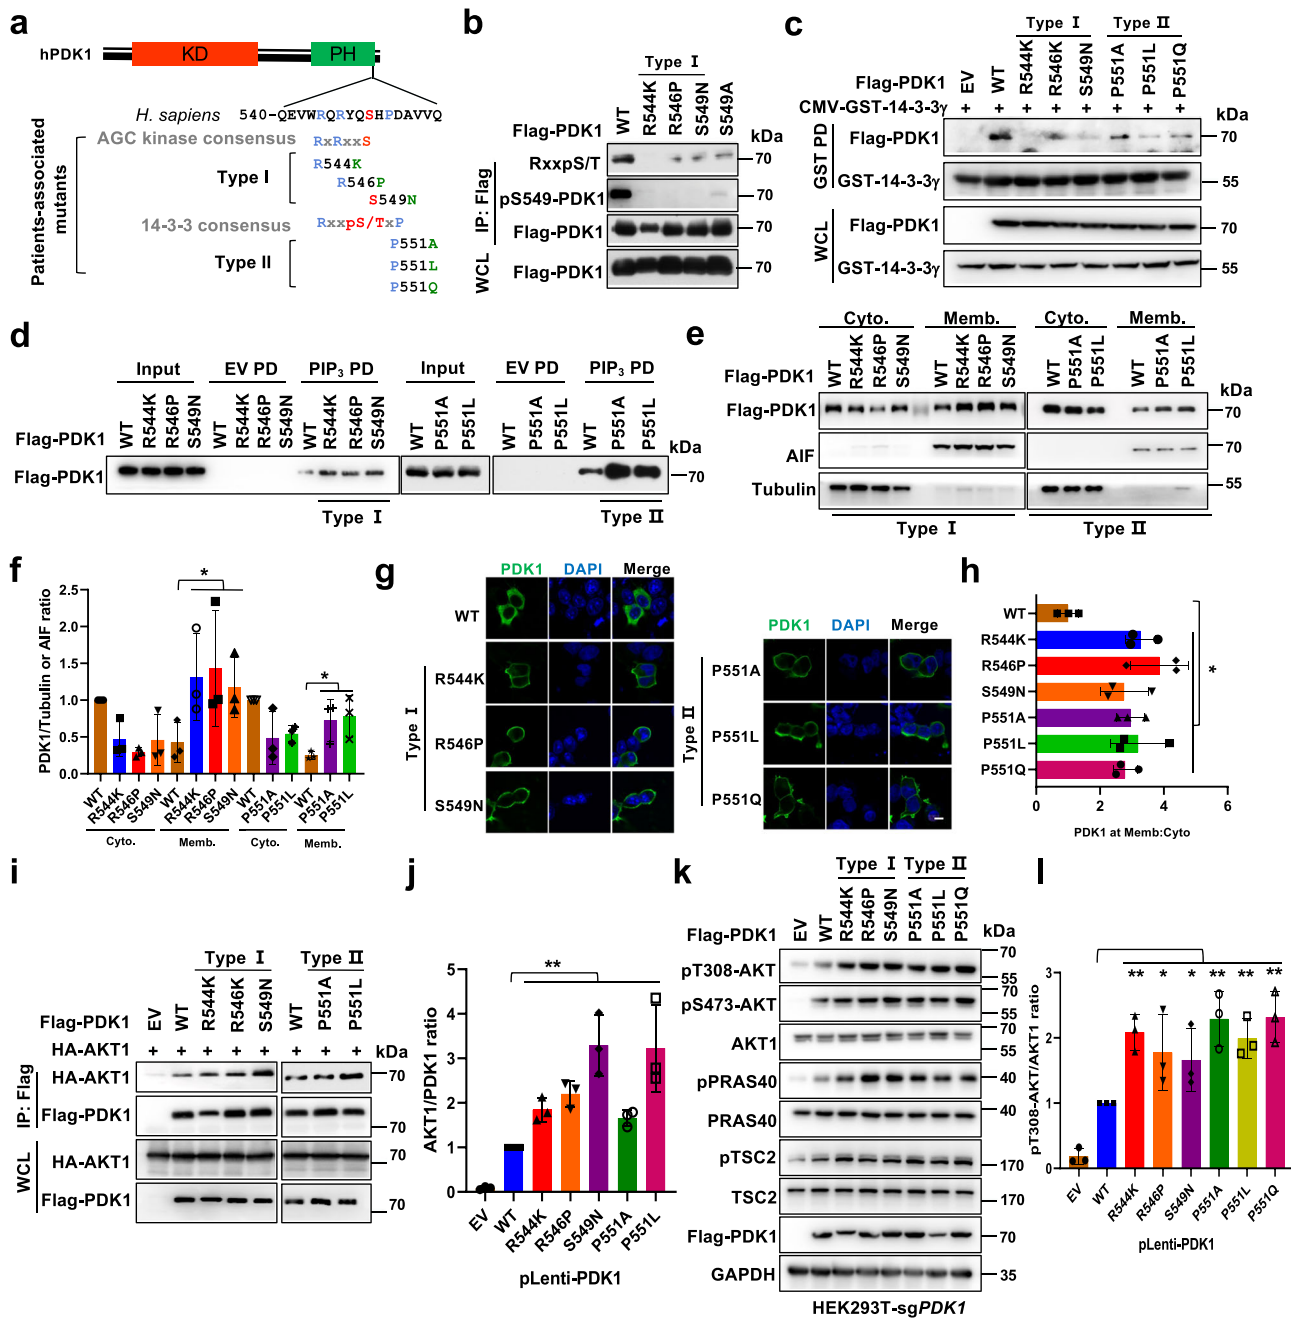 a
hPDK1
KD
PH
H. sapiens 540-QEVWRQRYQSHPDAVVQ
AGC kinase consensus RxRxxS
Patients-associated mutants
Type I
R544K
R546P
S549N
14-3-3 consensus RxxpS/TxP
Type II
P551A
P551L
P551Q
b
Type I
Flag-PDK1 WT R544K R546P S549N S549A kDa
IP: Flag
RxxpS/T 70
pS549-PDK1 70
Flag-PDK1 70
WCL
Flag-PDK1 70
c
Type I Type II
Flag-PDK1 EV WT R544K R546K S549N P551A P551L P551Q
CMV-GST-14-3-3γ + + + + + + + + kDa
GST PD
Flag-PDK1 70
GST-14-3-3γ 55
WCL
Flag-PDK1 70
GST-14-3-3γ 55
d
Input EV PD PIP3 PD Input EV PD PIP3 PD
Flag-PDK1 WT R544K R546P S549N WT R544K R546P S549N WT R544K R546P S549N WT P551A P551L WT P551A P551L WT P551A P551L kDa
Flag-PDK1 70
Type I Type II
e
Cyto. Memb. Cyto. Memb.
Flag-PDK1 WT R544K R546P S549N WT R544K R546P S549N WT P551A P551L WT P551A P551L kDa
Flag-PDK1 70
AIF 70
Tubulin 55
Type I Type II
f
PDK1/Tubulin or AIF ratio
2.5
2.0
1.5
1.0
0.5
0.0
* *
WT R544K R546P S549N WT R544K R546P S549N WT P551A P551L WT P551A P551L
Cyto. Memb. Cyto. Memb.
g
PDK1 DAPI Merge
Type I
WT
R544K
R546P
S549N
PDK1 DAPI Merge
Type II
P551A
P551L
P551Q
h
WT
R544K
R546P
S549N
P551A
P551L
P551Q
*
0 2 4 6
PDK1 at Memb:Cyto
i
Type I Type II
Flag-PDK1 EV WT R544K R546K S549N WT P551A P551L
HA-AKT1 + + + + + + + + kDa
IP: Flag
HA-AKT1 70
Flag-PDK1 70
WCL
HA-AKT1 70
Flag-PDK1 70
j
AKT1/PDK1 ratio
5
4
3
2
1
0
**
EV WT R544K R546P S549N P551A P551L
pLenti-PDK1
k
Type I Type II
Flag-PDK1 EV WT R544K R546P S549N P551A P551L P551Q kDa
pT308-AKT 70 55
pS473-AKT 70 55
AKT1 70 55
pPRAS40 40
PRAS40 40
pTSC2 170
TSC2 170
Flag-PDK1 70
GAPDH 35
HEK293T-sgPDK1
l
pT308-AKT/AKT1 ratio
3
2
1
0
** * * ** ** **
EV WT R544K R546P S549N P551A P551L P551Q
pLenti-PDK1